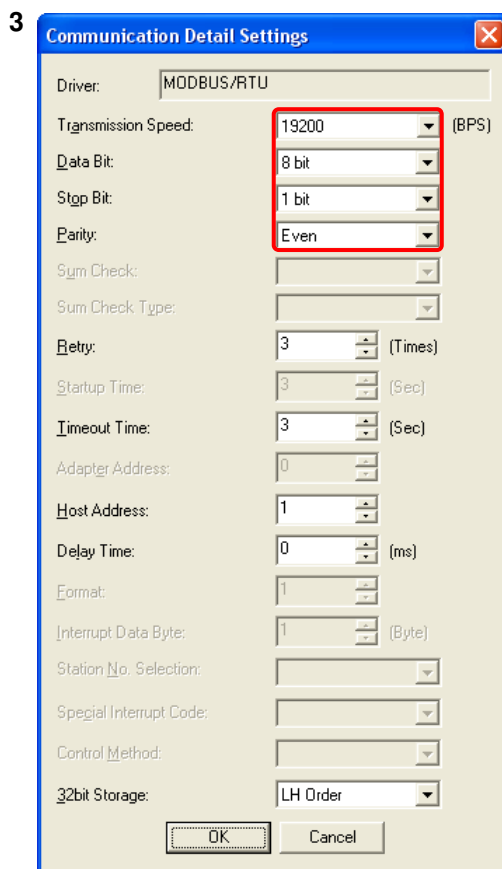 3
Communication Detail Settings
Driver: MODBUS/RTU
Transmission Speed: 19200 (BPS)
Data Bit: 8 bit
Stop Bit: 1 bit
Parity: Even
Sum Check:
Sum Check Type:
Retry: 3 (Times)
Startup Time: 3 (Sec)
Timeout Time: 3 (Sec)
Adapter Address: 0
Host Address: 1
Delay Time: 0 (ms)
Format: 1
Interrupt Data Byte: 1 (Byte)
Station No. Selection:
Special Interrupt Code:
Control Method:
32bit Storage: LH Order
OK Cancel